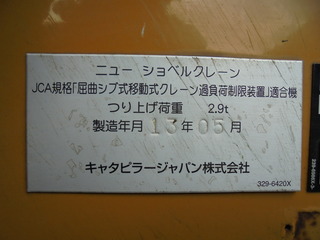 ニュー ショベルクレーン
JCA規格「屈曲ジブ式移動式クレーン過負荷制限装置」適合機
つり上げ荷重 2.9t
製造年月 13年05月
キャタピラージャパン株式会社
329-6420X